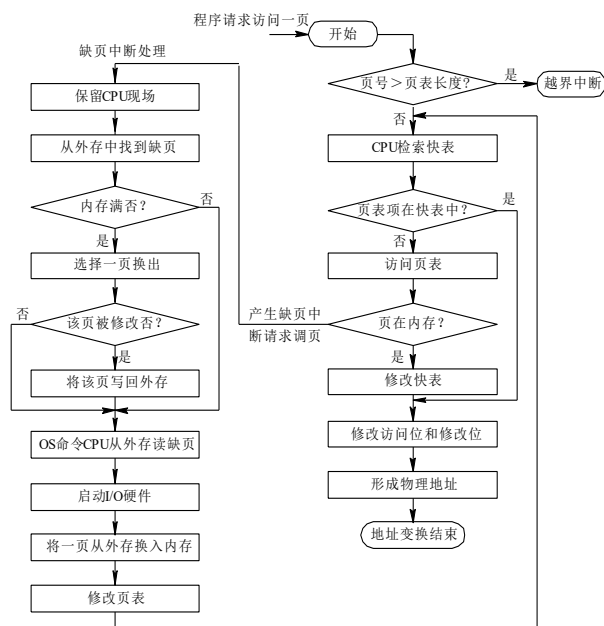 程序请求访问一页
开始
缺页中断处理
页号＞页表长度?
是
越界中断
保留CPU现场
否
从外存中找到缺页
CPU检索快表
内存满否?
否
页表项在快表中?
是
是
否
选择一页换出
访问页表
否
该页被修改否?
产生缺页中
断请求调页
页在内存?
是
是
将该页写回外存
修改快表
OS命令CPU从外存读缺页
修改访问位和修改位
启动I/O硬件
形成物理地址
将一页从外存换入内存
地址变换结束
修改页表